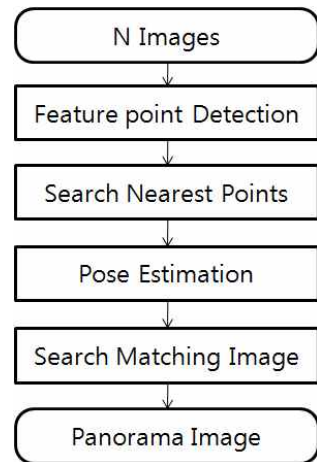 N Images
Feature point Detection
Search Nearest Points
Pose Estimation
Search Matching Image
Panorama Image